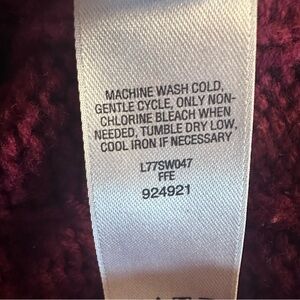 MACHINE WASH COLD,
GENTLE CYCLE, ONLY NON-
CHLORINE BLEACH WHEN
NEEDED, TUMBLE DRY LOW,
COOL IRON IF NECESSARY
L77SW047
FFE
924921